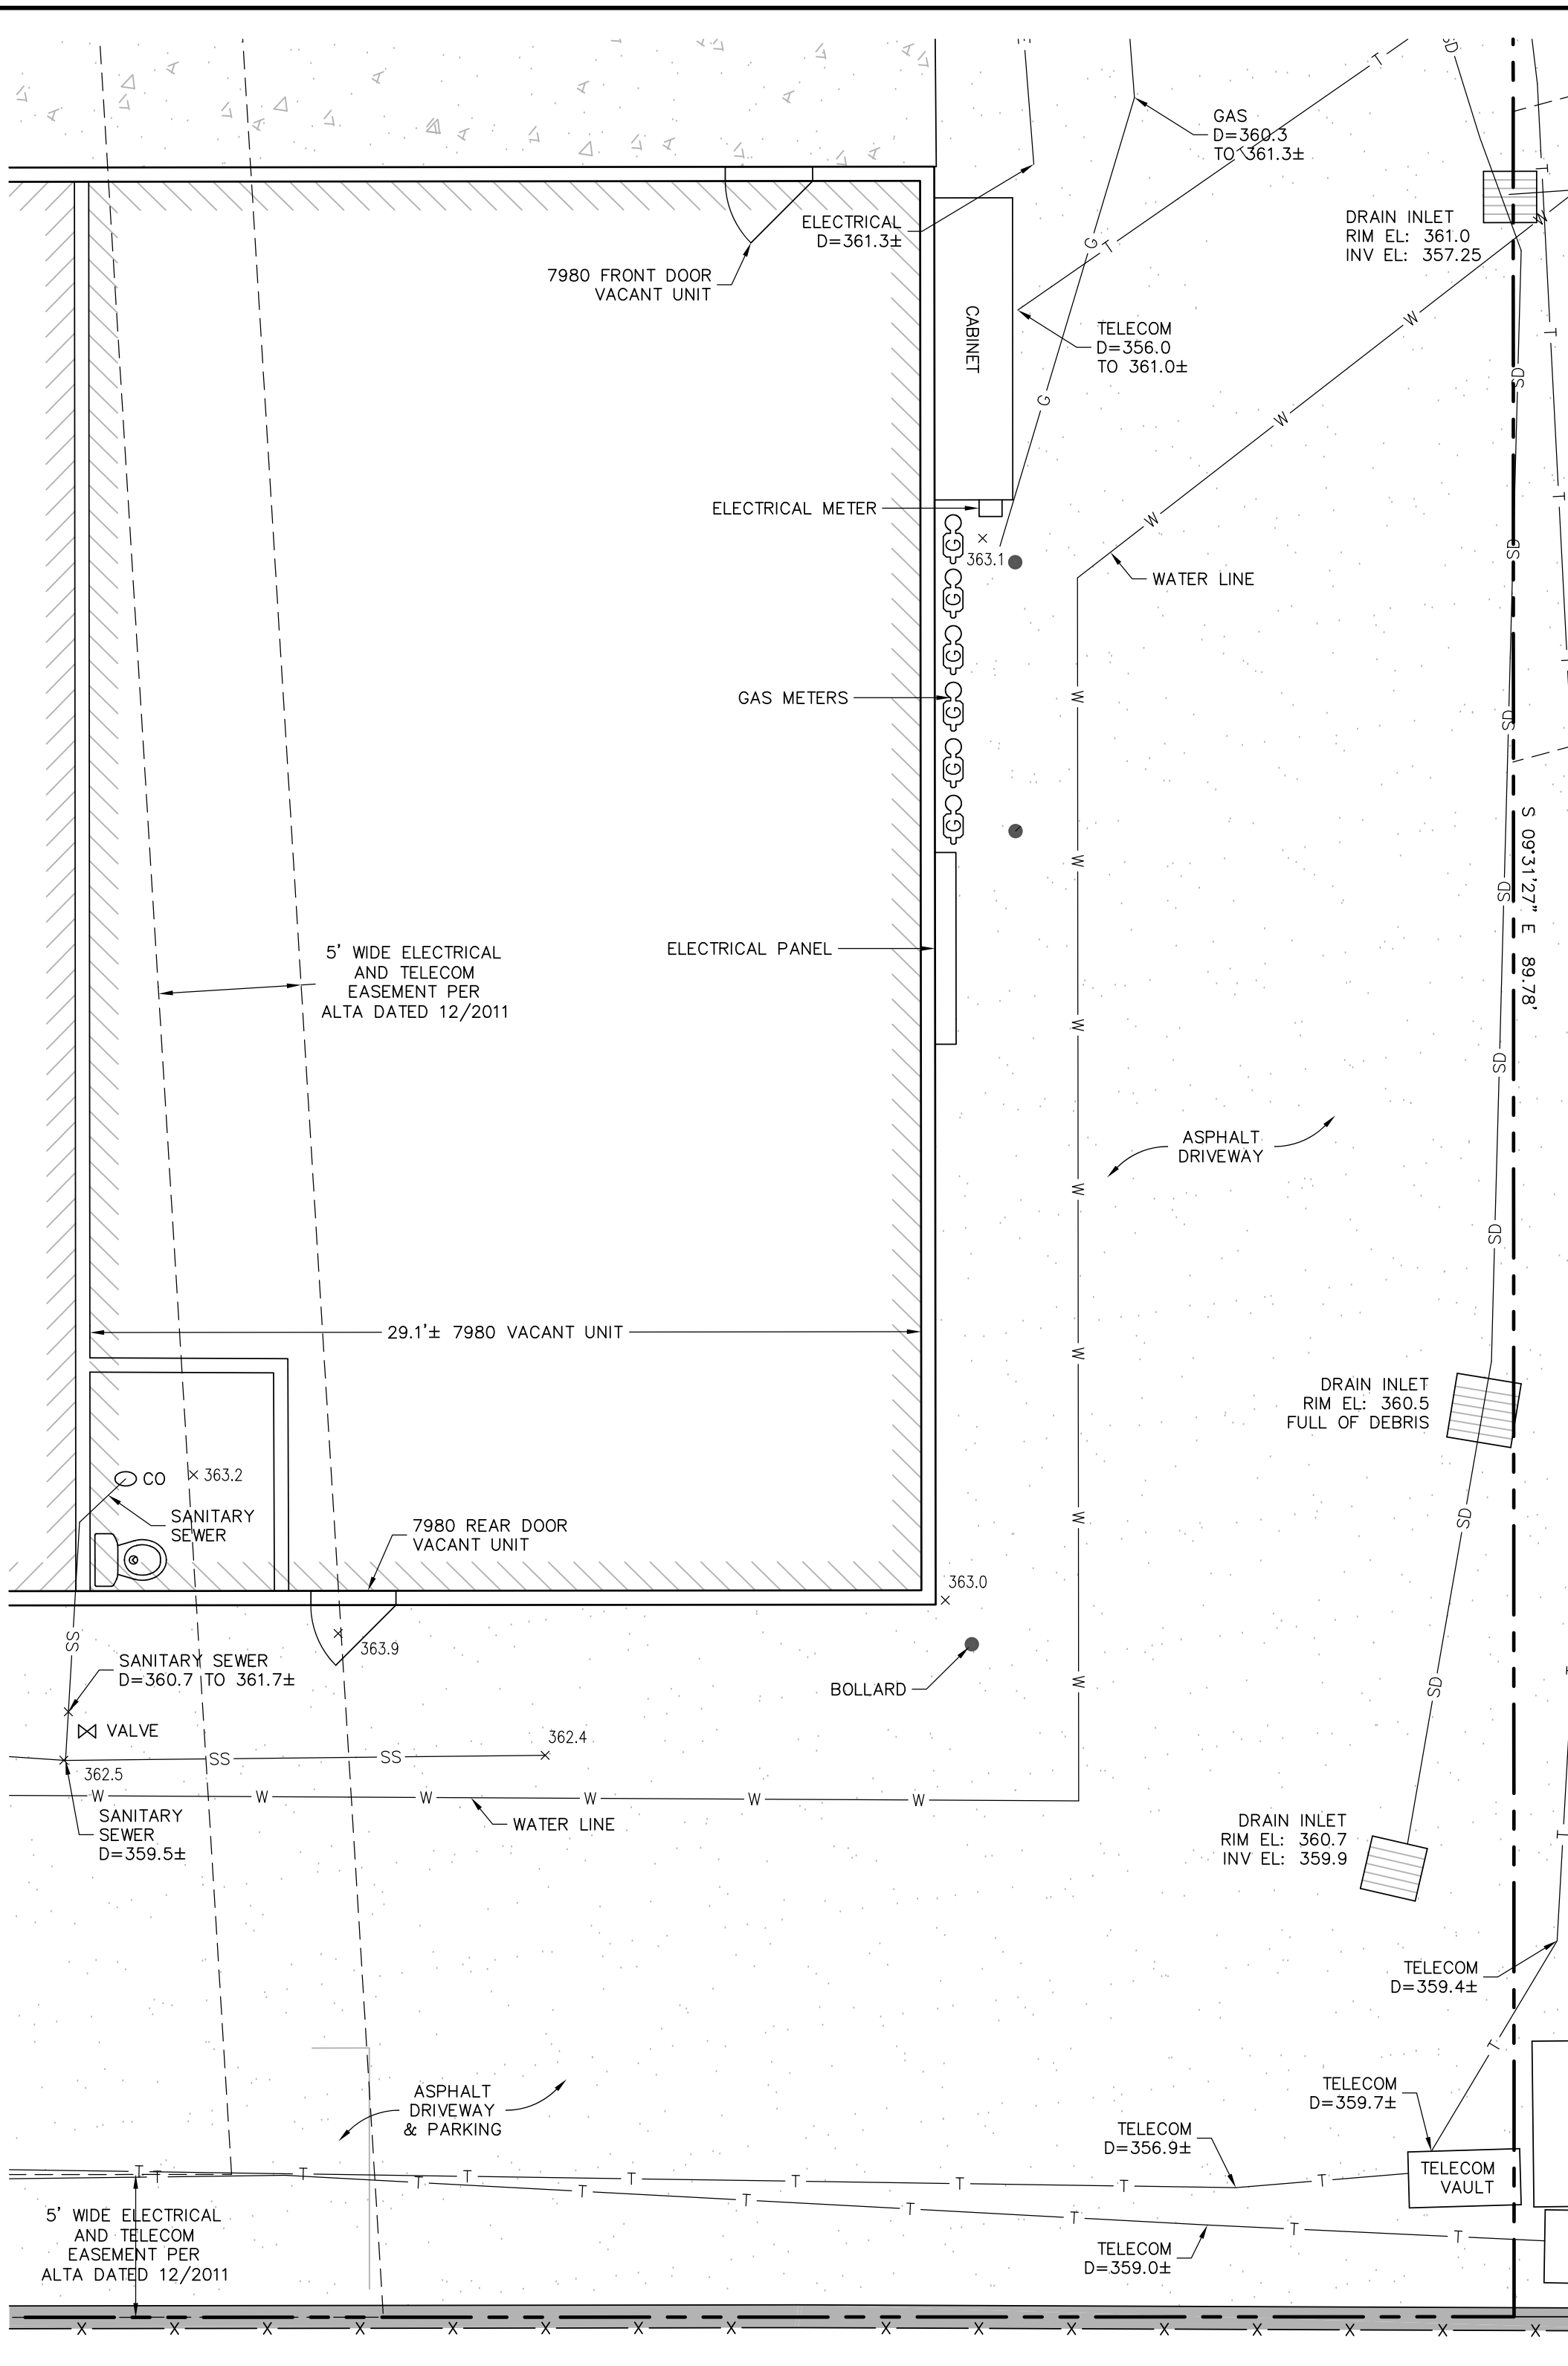 GAS
D=360.3
TO 361.3±
ELECTRICAL
D=361.3±
DRAIN INLET
RIM EL: 361.0
INV EL: 357.25
7980 FRONT DOOR
VACANT UNIT
CABINET
TELECOM
D=356.0
TO 361.0±
ELECTRICAL METER
363.1
WATER LINE
GAS METERS
S 09°31'27" E 89.78'
ELECTRICAL PANEL
5' WIDE ELECTRICAL
AND TELECOM
EASEMENT PER
ALTA DATED 12/2011
ASPHALT
DRIVEWAY
29.1'± 7980 VACANT UNIT
DRAIN INLET
RIM EL: 360.5
FULL OF DEBRIS
CO
363.2
SANITARY
SEWER
7980 REAR DOOR
VACANT UNIT
363.0
363.9
SANITARY SEWER
D=360.7 TO 361.7±
BOLLARD
VALVE
362.4
362.5
SANITARY
SEWER
D=359.5±
WATER LINE
DRAIN INLET
RIM EL: 360.7
INV EL: 359.9
TELECOM
D=359.4±
ASPHALT
DRIVEWAY
& PARKING
TELECOM
D=359.7±
TELECOM
D=356.9±
TELECOM
VAULT
5' WIDE ELECTRICAL
AND TELECOM
EASEMENT PER
ALTA DATED 12/2011
TELECOM
D=359.0±